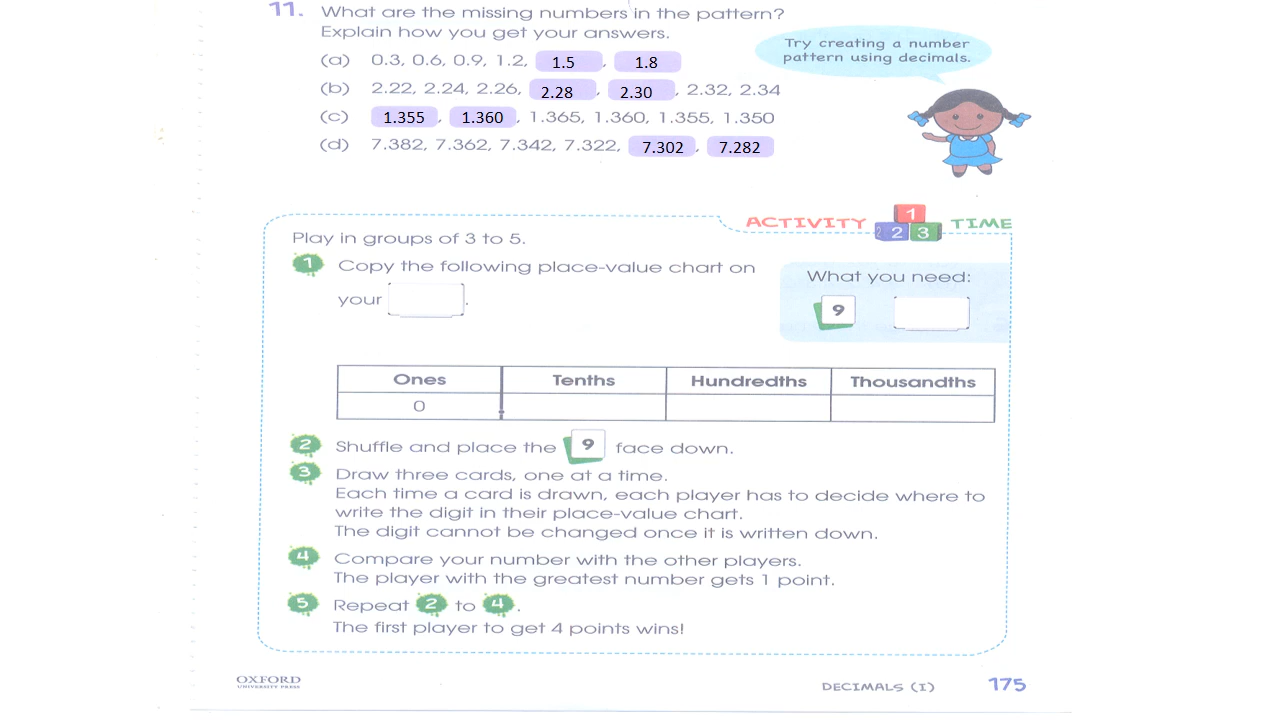 11. What are the missing numbers in the pattern?
Explain how you get your answers.
Try creating a number
pattern using decimals.
(a) 0.3, 0.6, 0.9, 1.2, 1.5, 1.8
(b) 2.22, 2.24, 2.26, 2.28, 2.30, 2.32, 2.34
(c) 1.355, 1.360, 1.365, 1.360, 1.355, 1.350
(d) 7.382, 7.362, 7.342, 7.322, 7.302, 7.282
ACTIVITY 1 2 3 TIME
Play in groups of 3 to 5.
1 Copy the following place-value chart on
your .
What you need:
9
Ones Tenths Hundredths Thousandths
0
2 Shuffle and place the 9 face down.
3 Draw three cards, one at a time.
Each time a card is drawn, each player has to decide where to
write the digit in their place-value chart.
The digit cannot be changed once it is written down.
4 Compare your number with the other players.
The player with the greatest number gets 1 point.
5 Repeat 2 to 4.
The first player to get 4 points wins!
OXFORD
UNIVERSITY PRESS
DECIMALS (I) 175